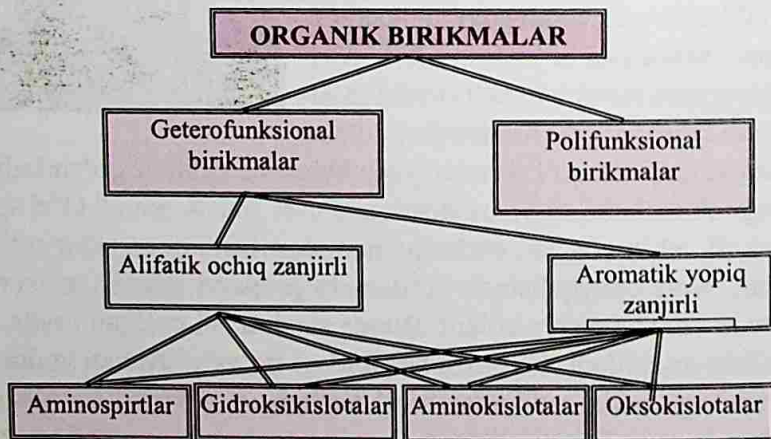 ORGANIK BIRIKMALAR
Geterofunksional
birikmalar
Polifunksional
birikmalar
Alifatik ochiq zanjirli
Aromatik yopiq
zanjirli
Aminospirtlar
Gidroksikislotalar
Aminokislotalar
Oksokislotalar